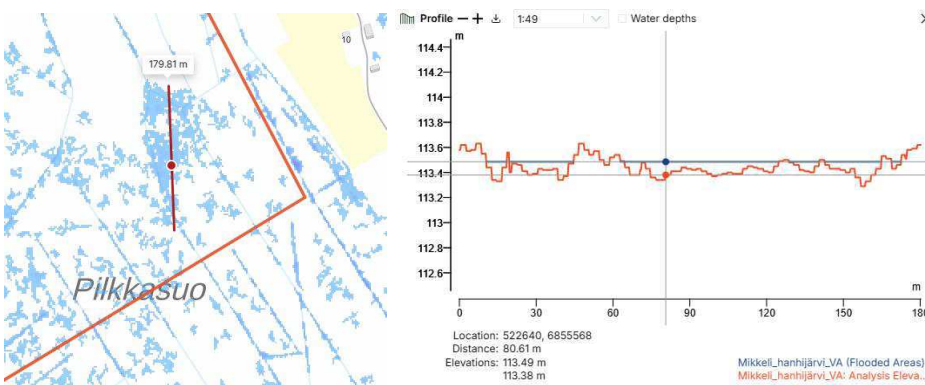 179.81 m
10
Pilkkasuo
Profile
1:49
Water depths
m
114.4
114.2
114
113.8
113.6
113.4
113.2
113
112.8
112.6
m
0 30 60 90 120 150 180
Location: 522640, 6855568
Distance: 80.61 m
Elevations: 113.49 m Mikkeli_hanhijärvi_VA (Flooded Areas)
113.38 m Mikkeli_hanhijärvi_VA: Analysis Eleva...